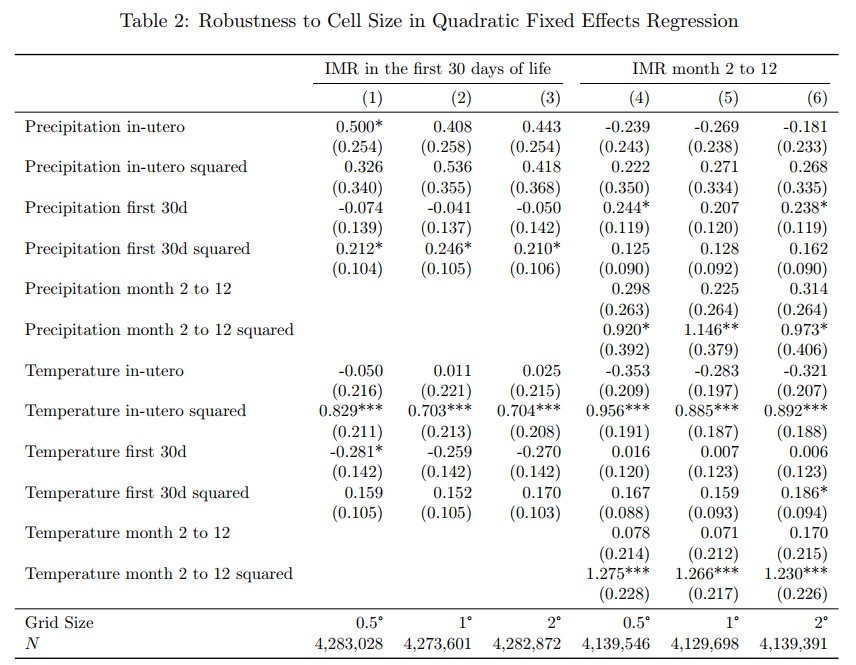 Table 2: Robustness to Cell Size in Quadratic Fixed Effects Regression
IMR in the first 30 days of life IMR month 2 to 12
(1) (2) (3) (4) (5) (6)
Precipitation in-utero 0.500* 0.408 0.443 -0.239 -0.269 -0.181
(0.254) (0.258) (0.254) (0.243) (0.238) (0.233)
Precipitation in-utero squared 0.326 0.536 0.418 0.222 0.271 0.268
(0.340) (0.355) (0.368) (0.350) (0.334) (0.335)
Precipitation first 30d -0.074 -0.041 -0.050 0.244* 0.207 0.238*
(0.139) (0.137) (0.142) (0.119) (0.120) (0.119)
Precipitation first 30d squared 0.212* 0.246* 0.210* 0.125 0.128 0.162
(0.104) (0.105) (0.106) (0.090) (0.092) (0.090)
Precipitation month 2 to 12 0.298 0.225 0.314
(0.263) (0.264) (0.264)
Precipitation month 2 to 12 squared 0.920* 1.146** 0.973*
(0.392) (0.379) (0.406)
Temperature in-utero -0.050 0.011 0.025 -0.353 -0.283 -0.321
(0.216) (0.221) (0.215) (0.209) (0.197) (0.207)
Temperature in-utero squared 0.829*** 0.703*** 0.704*** 0.956*** 0.885*** 0.892***
(0.211) (0.213) (0.208) (0.191) (0.187) (0.188)
Temperature first 30d -0.281* -0.259 -0.270 0.016 0.007 0.006
(0.142) (0.142) (0.142) (0.120) (0.123) (0.123)
Temperature first 30d squared 0.159 0.152 0.170 0.167 0.159 0.186*
(0.105) (0.105) (0.103) (0.088) (0.093) (0.094)
Temperature month 2 to 12 0.078 0.071 0.170
(0.214) (0.212) (0.215)
Temperature month 2 to 12 squared 1.275*** 1.266*** 1.230***
(0.228) (0.217) (0.226)
Grid Size 0.5° 1° 2° 0.5° 1° 2°
N 4,283,028 4,273,601 4,282,872 4,139,546 4,129,698 4,139,391